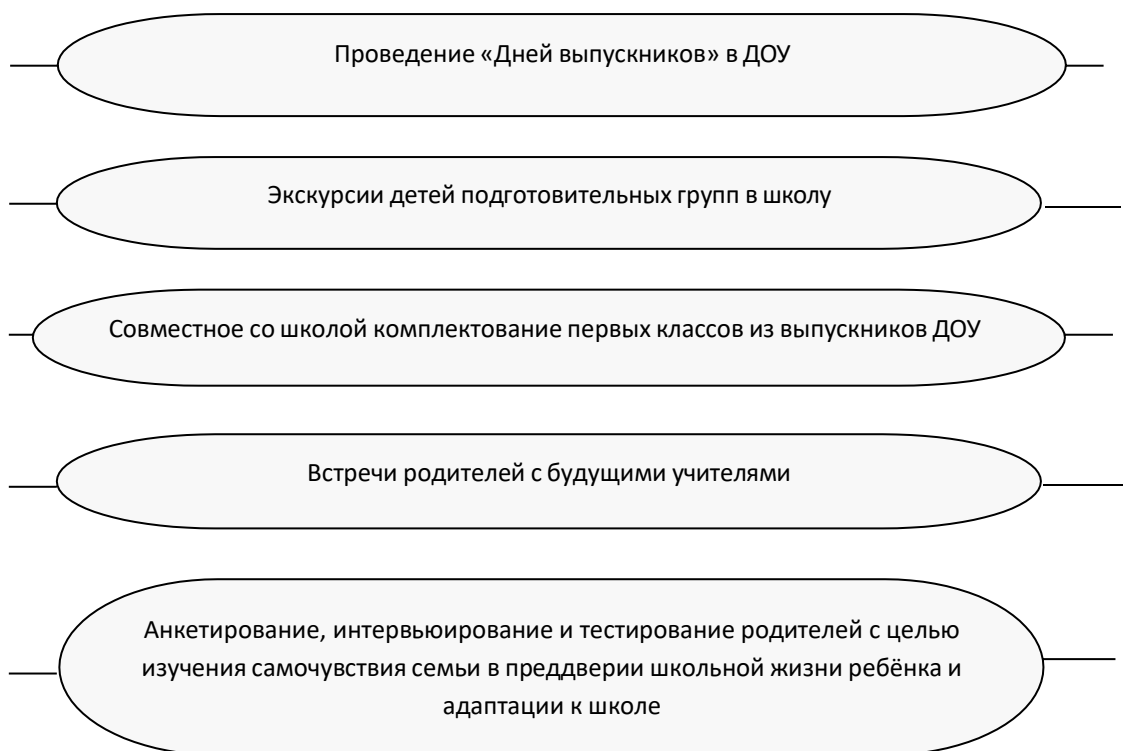 Проведение «Дней выпускников» в ДОУ
Экскурсии детей подготовительных групп в школу
Совместное со школой комплектование первых классов из выпускников ДОУ
Встречи родителей с будущими учителями
Анкетирование, интервьюирование и тестирование родителей с целью
изучения самочувствия семьи в преддверии школьной жизни ребёнка и
адаптации к школе